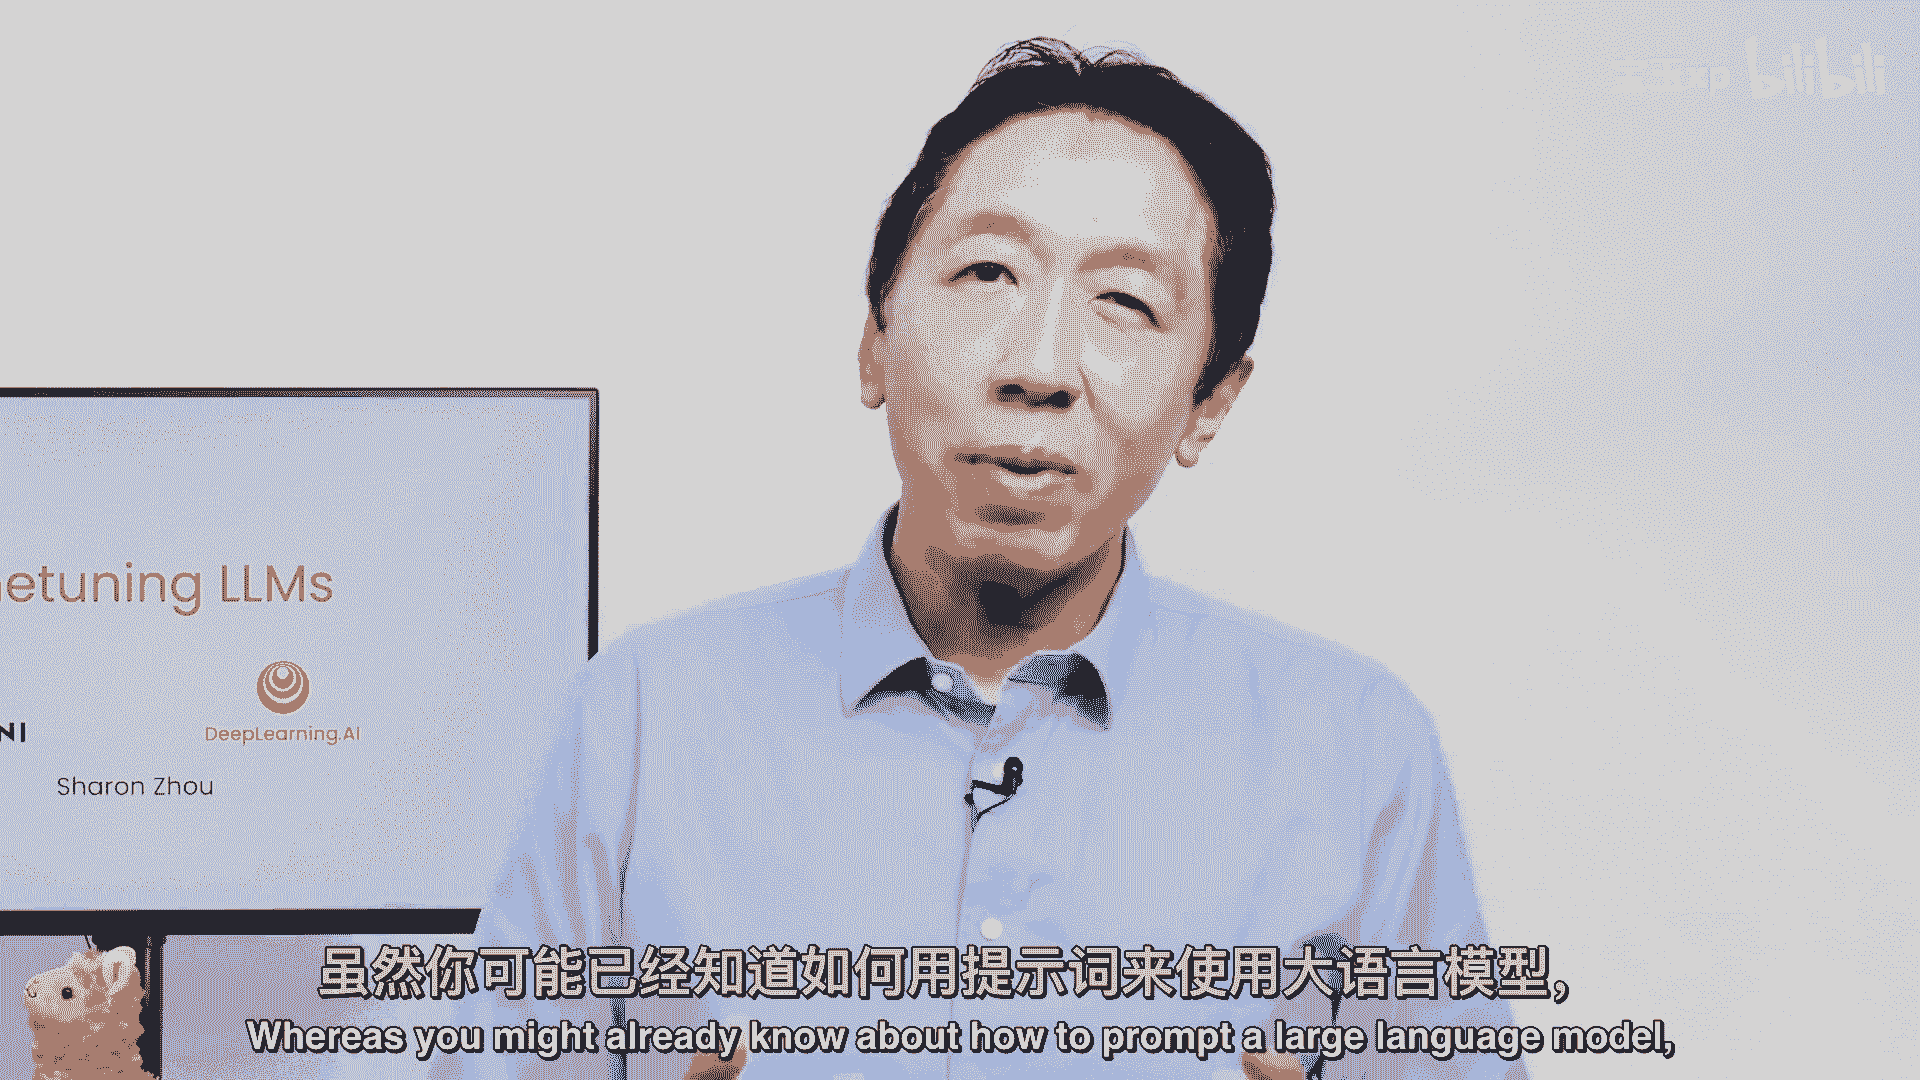 bilibili
etuning LLMs
NI
DeepLearning.AI
Sharon Zhou
虽然你可能已经知道如何用提示词来使用大语言模型，
Whereas you might already know about how to prompt a large language model,